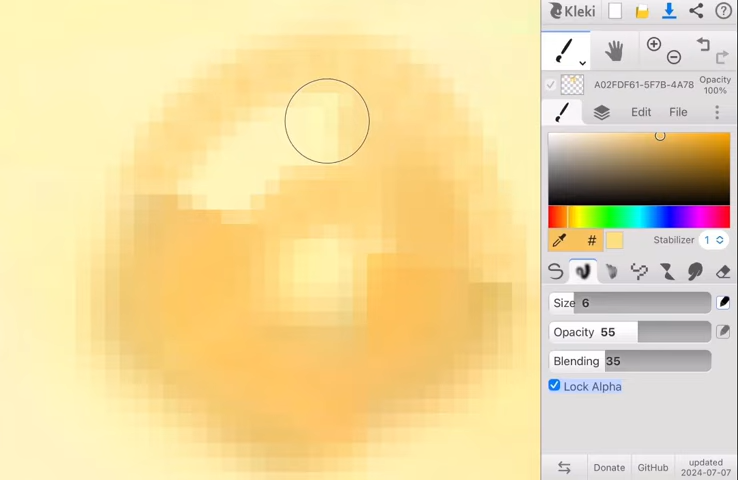 Kleki
A02FDF61-5F7B-4A78
Opacity
100%
Edit
File
#
Stabilizer 1
Size 6
Opacity 55
Blending 35
Lock Alpha
Donate
GitHub
updated
2024-07-07